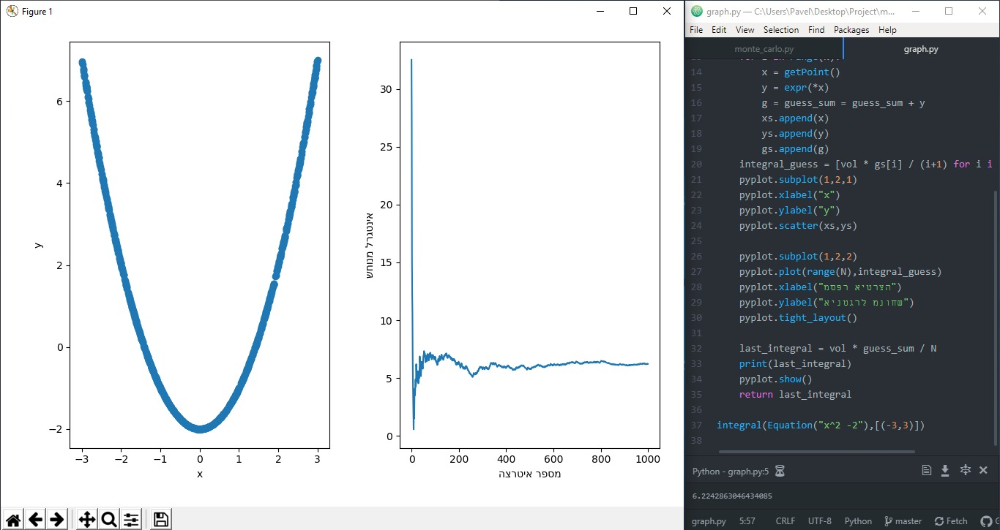 Figure 1
graph.py — C:\Users\Pavel\Desktop\Project\m...
File Edit View Selection Find Packages Help
monte_carlo.py graph.py
6
4
2
0
−2
y
−3 −2 −1 0 1 2 3
x
30
25
20
15
10
5
0
אינטגרל מנוחש
0 200 400 600 800 1000
מספר איטרצה
14 x = getPoint()
15 y = expr(*x)
16 g = guess_sum = guess_sum + y
17 xs.append(x)
18 ys.append(y)
19 gs.append(g)
20 integral_guess = [vol * gs[i] / (i+1) for i i
21 pyplot.subplot(1,2,1)
22 pyplot.xlabel("x")
23 pyplot.ylabel("y")
24 pyplot.scatter(xs,ys)
25
26 pyplot.subplot(1,2,2)
27 pyplot.plot(range(N),integral_guess)
28 pyplot.xlabel("הצרטיא רפסמ")
29 pyplot.ylabel("שחונמ לרגטניא")
30 pyplot.tight_layout()
31
32 last_integral = vol * guess_sum / N
33 print(last_integral)
34 pyplot.show()
35 return last_integral
36
37 integral(Equation("x^2 -2"),[(-3,3)])
38
Python - graph.py:5
6.2242863046434085
graph.py 5:57 CRLF UTF-8 Python master Fetch